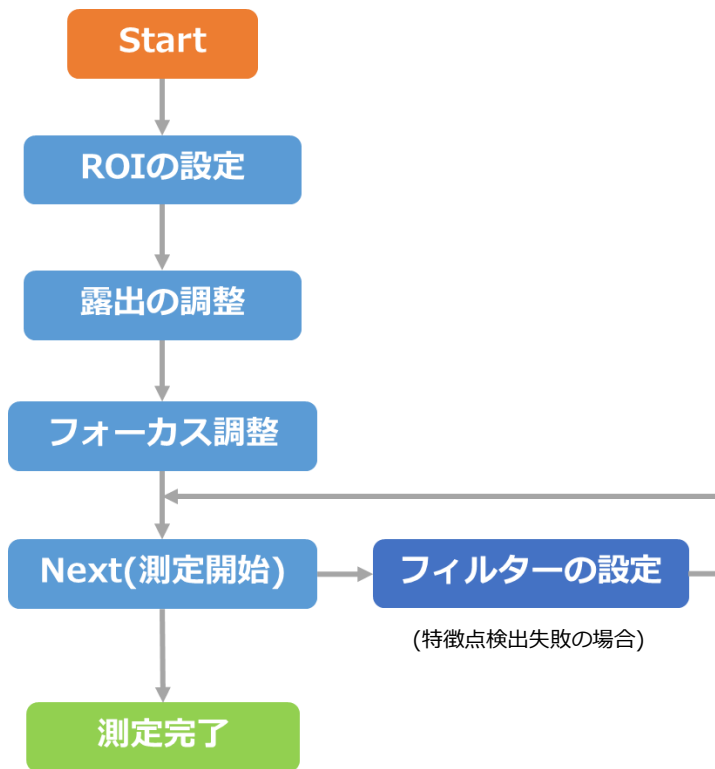 Start
ROIの設定
露出の調整
フォーカス調整
Next(測定開始)
フィルターの設定
(特徴点検出失敗の場合)
測定完了